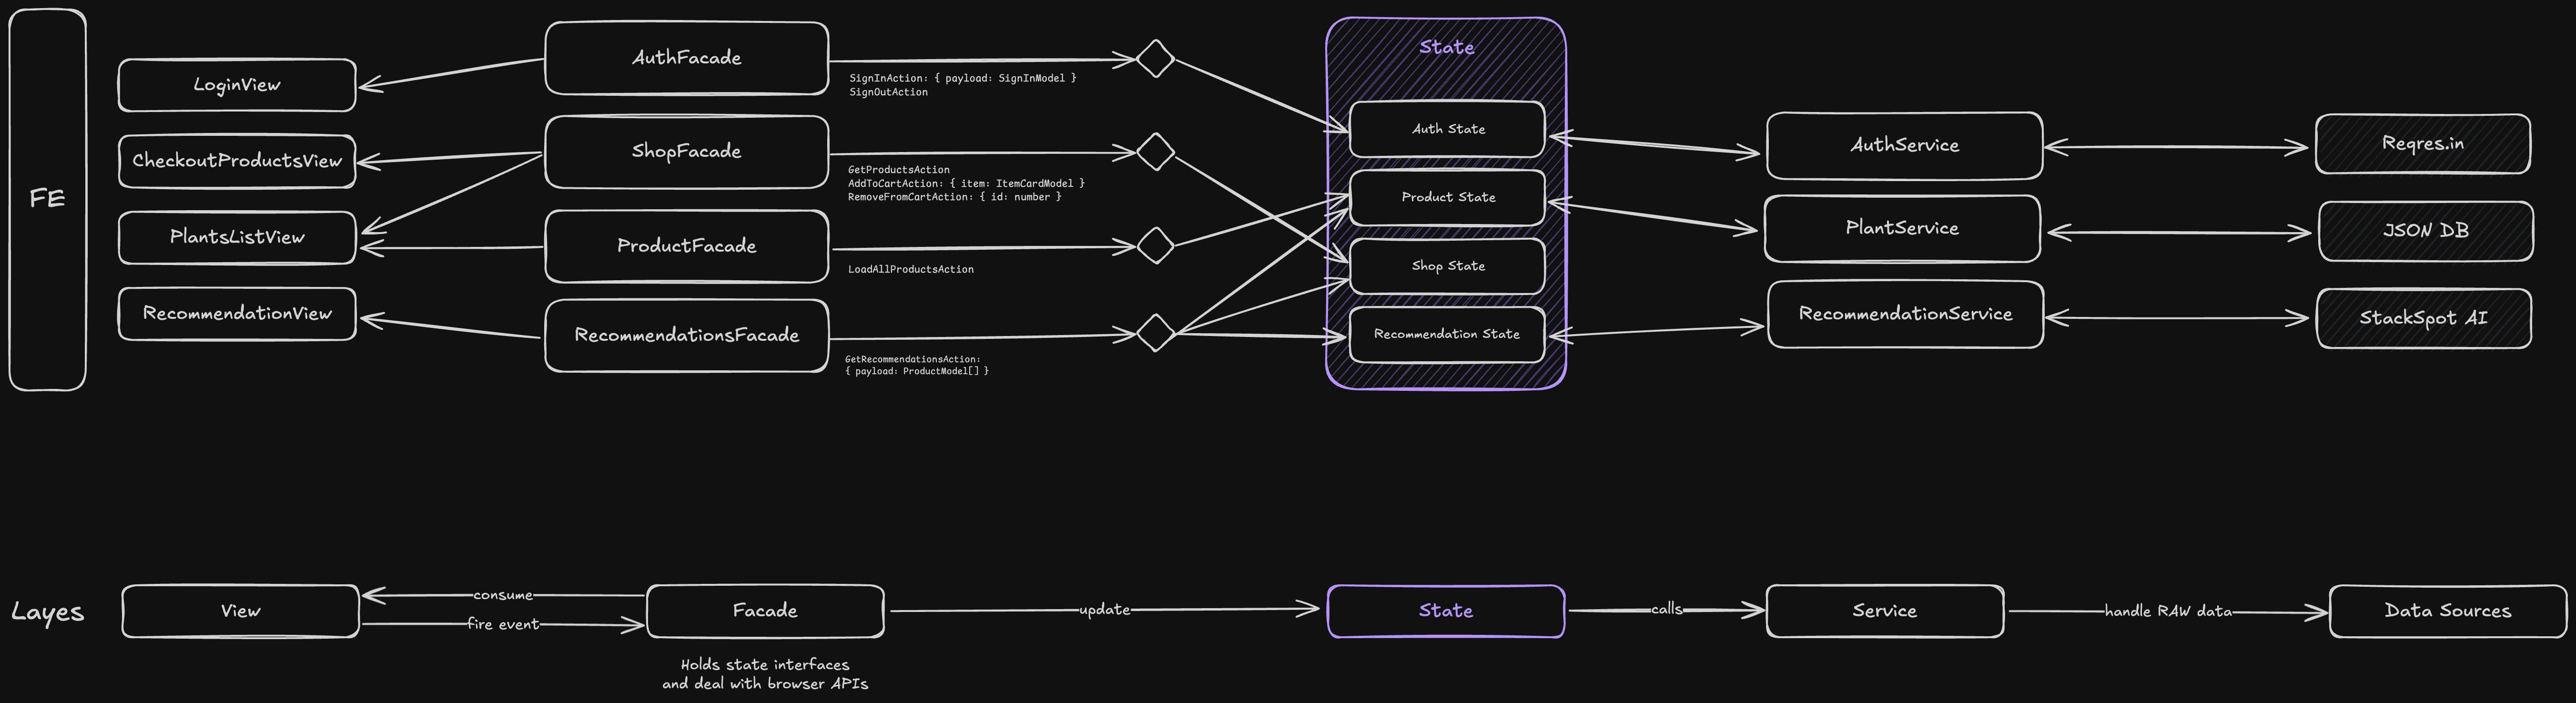 FE
LoginView
CheckoutProductsView
PlantsListView
RecommendationView
AuthFacade
ShopFacade
ProductFacade
RecommendationsFacade
SignInAction: { payload: SignInModel }
SignOutAction
GetProductsAction
AddToCartAction: { item: ItemCardModel }
RemoveFromCartAction: { id: number }
LoadAllProductsAction
GetRecommendationsAction:
{ payload: ProductModel[] }
State
Auth State
Product State
Shop State
Recommendation State
AuthService
PlantService
RecommendationService
Reqres.in
JSON DB
StackSpot AI
Layes
View
consume
fire event
Facade
Holds state interfaces
and deal with browser APIs
update
State
calls
Service
handle RAW data
Data Sources